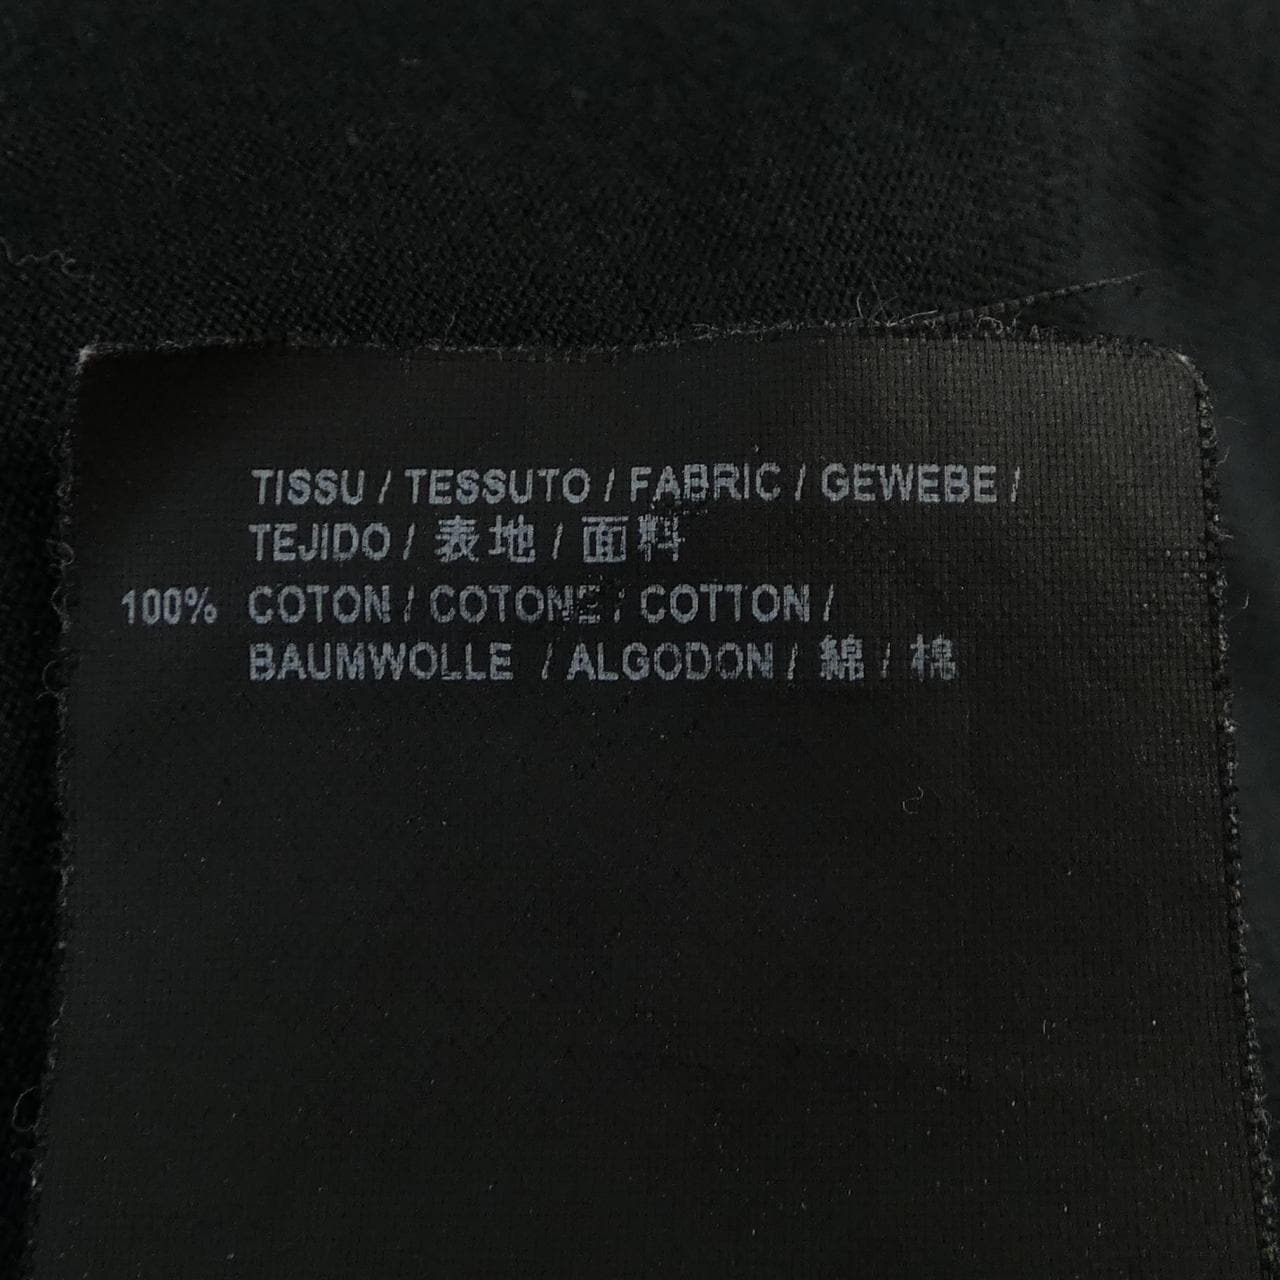 TISSU / TESSUTO / FABRIC / GEWEBE /
TEJIDO / 表地 / 面料
100% COTON / COTONE / COTTON /
BAUMWOLLE / ALGODON / 綿 / 棉